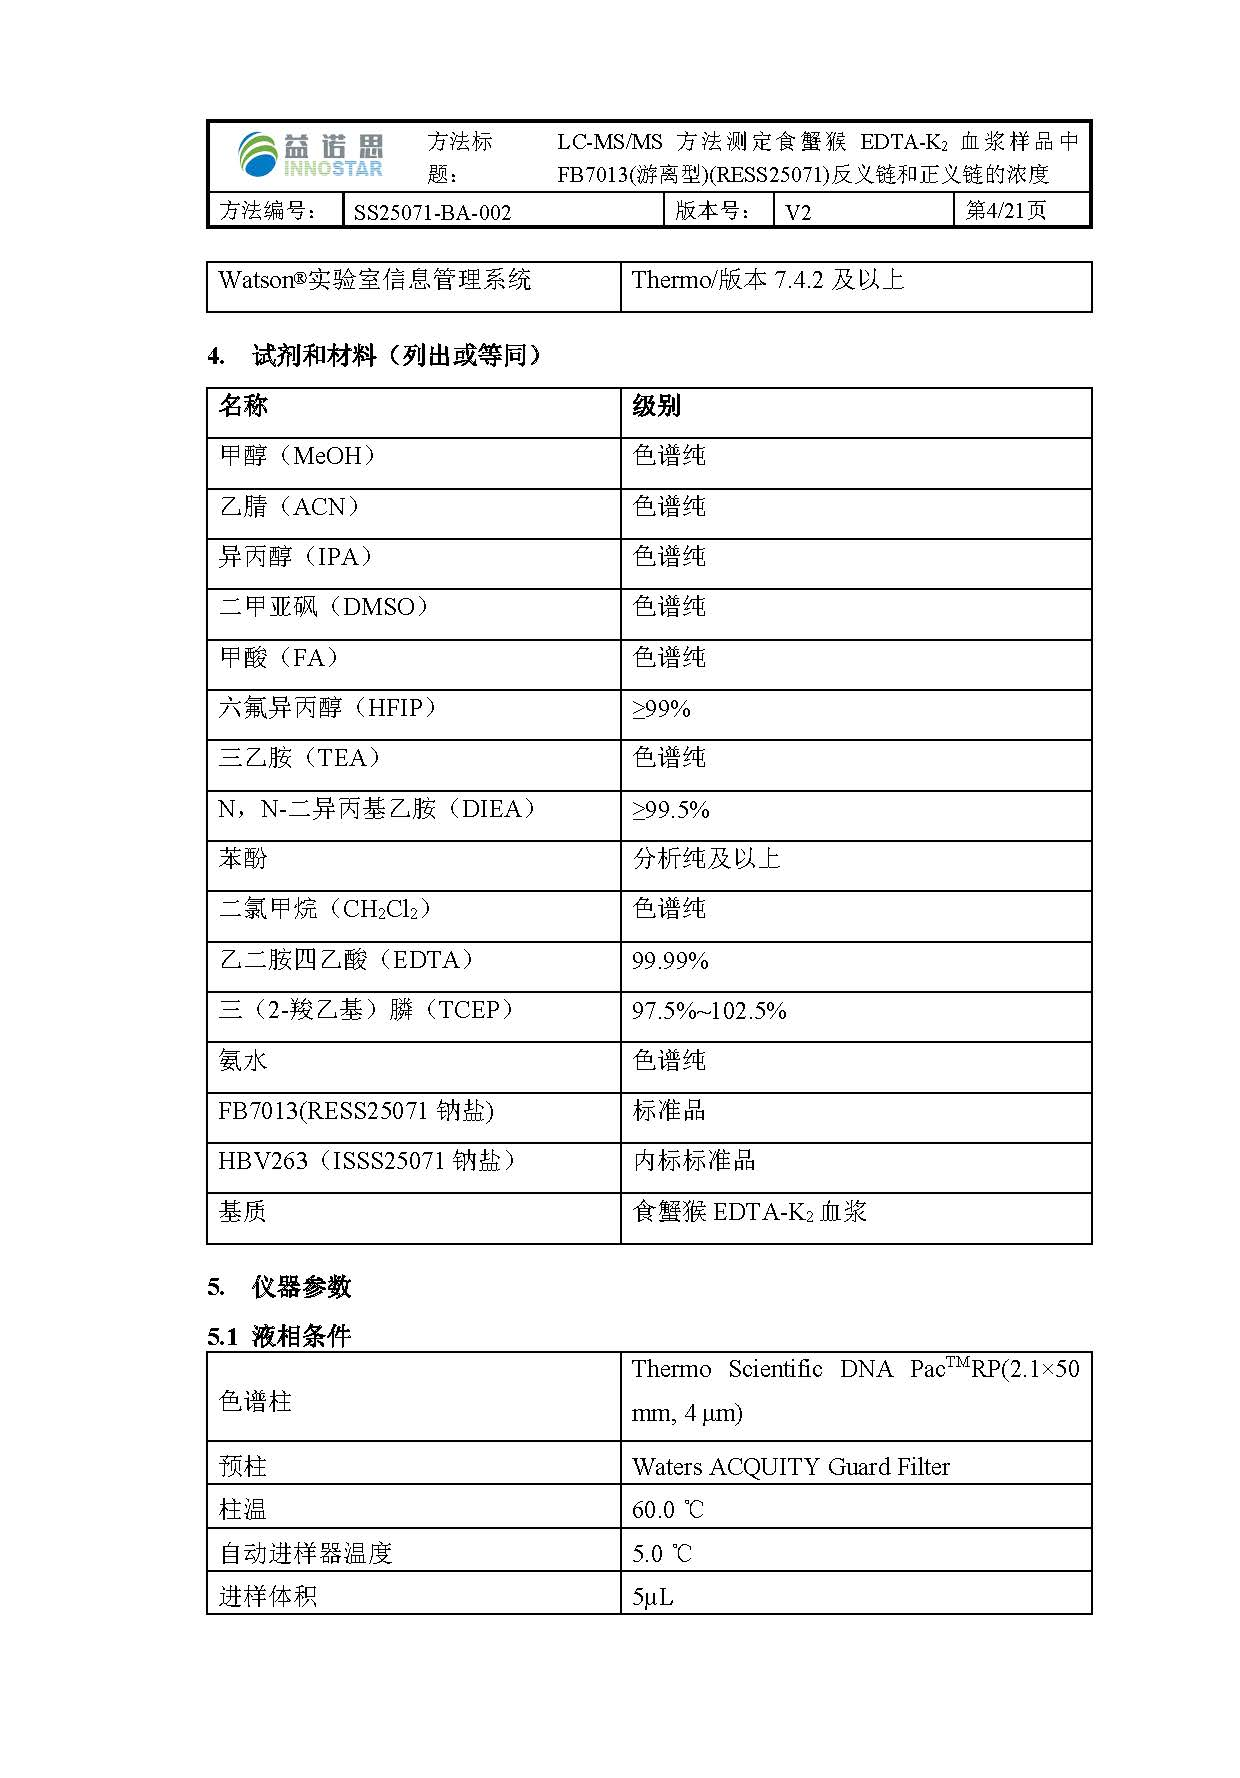 益诺思
INNOSTAR
方法标
题：
LC-MS/MS 方法测定食蟹猴 EDTA-K₂ 血浆样品中
FB7013(游离型)(RESS25071)反义链和正义链的浓度
方法编号： SS25071-BA-002 版本号： V2 第4/21页
Watson®实验室信息管理系统 Thermo/版本 7.4.2 及以上
4. 试剂和材料（列出或等同）
名称 级别
甲醇（MeOH） 色谱纯
乙腈（ACN） 色谱纯
异丙醇（IPA） 色谱纯
二甲亚砜（DMSO） 色谱纯
甲酸（FA） 色谱纯
六氟异丙醇（HFIP） ≥99%
三乙胺（TEA） 色谱纯
N，N-二异丙基乙胺（DIEA） ≥99.5%
苯酚 分析纯及以上
二氯甲烷（CH₂Cl₂） 色谱纯
乙二胺四乙酸（EDTA） 99.99%
三（2-羧乙基）膦（TCEP） 97.5%~102.5%
氨水 色谱纯
FB7013(RESS25071 钠盐) 标准品
HBV263（ISSS25071 钠盐） 内标标准品
基质 食蟹猴 EDTA-K₂ 血浆
5. 仪器参数
5.1 液相条件
色谱柱 Thermo Scientific DNA Pac™RP(2.1×50
mm, 4 μm)
预柱 Waters ACQUITY Guard Filter
柱温 60.0 ℃
自动进样器温度 5.0 ℃
进样体积 5μL